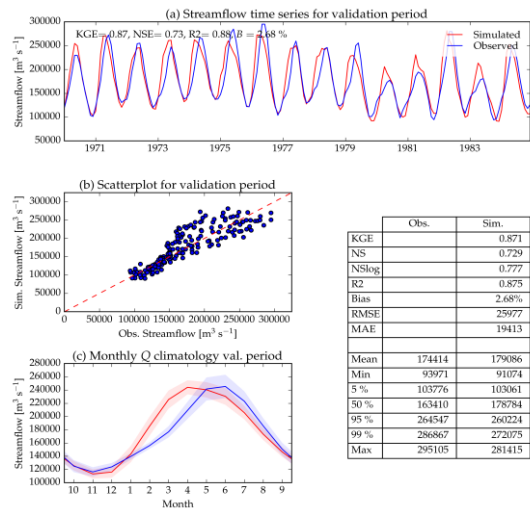 (a) Streamflow time series for validation period
KGE= 0.87, NSE= 0.73, R2= 0.88, B = 2.68 %
Simulated
Observed
Streamflow [m³ s⁻¹]
300000
250000
200000
150000
100000
50000
1971 1973 1975 1977 1979 1981 1983
(b) Scatterplot for validation period
Sim. Streamflow [m³ s⁻¹]
300000
250000
200000
150000
100000
50000
0
0 50000 100000 150000 200000 250000 300000
Obs. Streamflow [m³ s⁻¹]
(c) Monthly Q climatology val. period
Streamflow [m³ s⁻¹]
280000
260000
240000
220000
200000
180000
160000
140000
120000
100000
10 11 12 1 2 3 4 5 6 7 8 9
Month
Obs. Sim.
KGE 0.871
NS 0.729
NSlog 0.777
R2 0.875
Bias 2.68%
RMSE 25977
MAE 19413
Mean 174414 179086
Min 93971 91074
5 % 103776 103061
50 % 163410 178784
95 % 264547 260224
99 % 286867 272075
Max 295105 281415